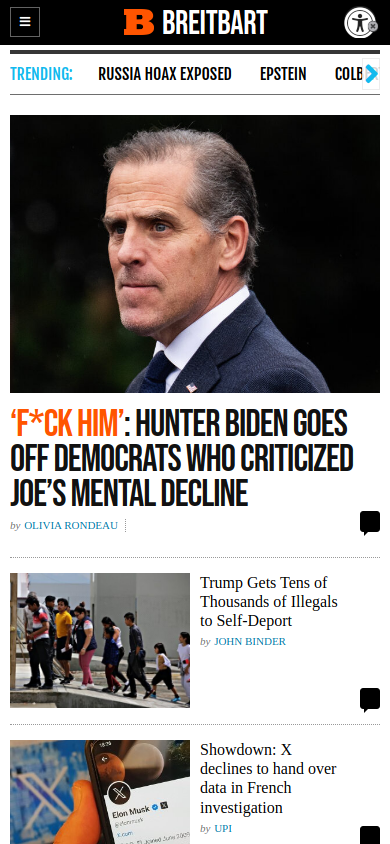 BREITBART
TRENDING: RUSSIA HOAX EXPOSED EPSTEIN COLB
‘F*CK HIM’: HUNTER BIDEN GOES
OFF DEMOCRATS WHO CRITICIZED
JOE’S MENTAL DECLINE
by OLIVIA RONDEAU
Trump Gets Tens of
Thousands of Illegals
to Self-Deport
by JOHN BINDER
Showdown: X
declines to hand over
data in French
investigation
by UPI
Elon Musk